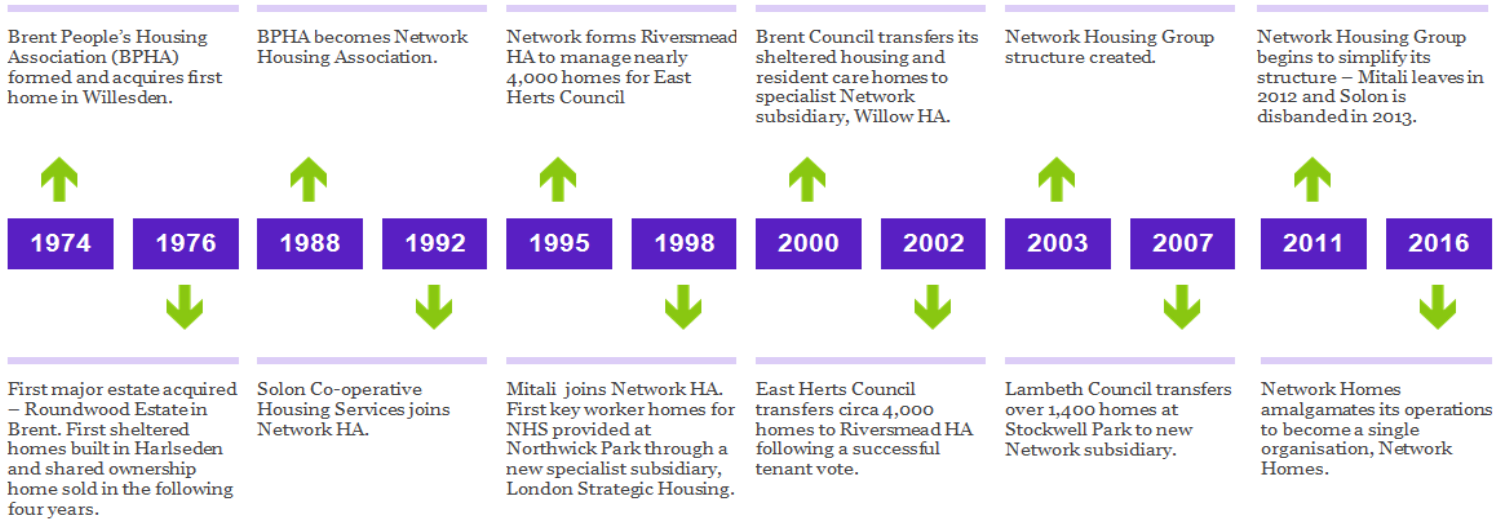 Brent People's Housing
Association (BPHA)
formed and acquires first
home in Willesden.
BPHA becomes Network
Housing Association.
Network forms Riversmead
HA to manage nearly
4,000 homes for East
Herts Council
Brent Council transfers its
sheltered housing and
resident care homes to
specialist Network
subsidiary, Willow HA.
Network Housing Group
structure created.
Network Housing Group
begins to simplify its
structure – Mitali leaves in
2012 and Solon is
disbanded in 2013.
1974
1976
1988
1992
1995
1998
2000
2002
2003
2007
2011
2016
First major estate acquired
– Roundwood Estate in
Brent. First sheltered
homes built in Harlseden
and shared ownership
home sold in the following
four years.
Solon Co-operative
Housing Services joins
Network HA.
Mitali joins Network HA.
First key worker homes for
NHS provided at
Northwick Park through a
new specialist subsidiary,
London Strategic Housing.
East Herts Council
transfers circa 4,000
homes to Riversmead HA
following a successful
tenant vote.
Lambeth Council transfers
over 1,400 homes at
Stockwell Park to new
Network subsidiary.
Network Homes
amalgamates its operations
to become a single
organisation, Network
Homes.